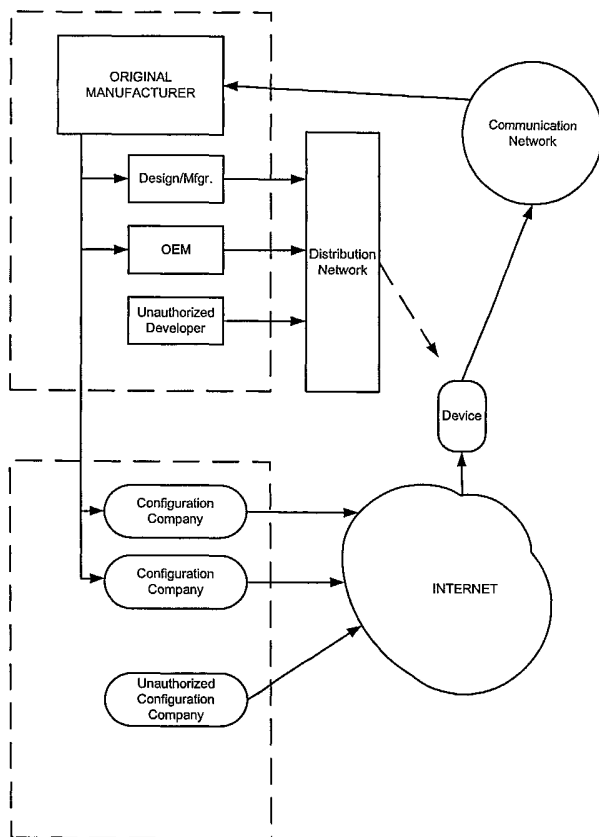 ORIGINAL
MANUFACTURER
Communication
Network
Design/Mfgr.
OEM
Distribution
Network
Unauthorized
Developer
Device
Configuration
Company
Configuration
Company
INTERNET
Unauthorized
Configuration
Company